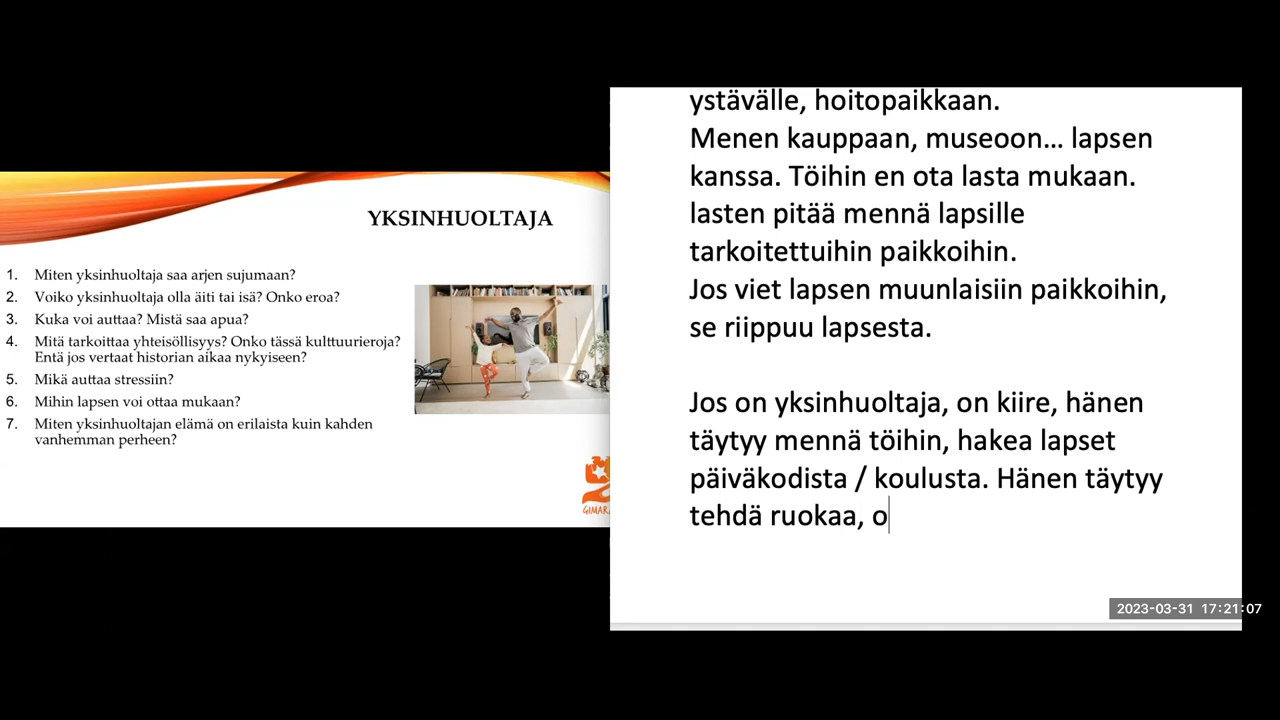 YKSINHUOLTAJA
1. Miten yksinhuoltaja saa arjen sujumaan?
2. Voiko yksinhuoltaja olla äiti tai isä? Onko eroa?
3. Kuka voi auttaa? Mistä saa apua?
4. Mitä tarkoittaa yhteisöllisyys? Onko tässä kulttuurieroja?
Entä jos vertaat historian aikaa nykyiseen?
5. Mikä auttaa stressiin?
6. Mihin lapsen voi ottaa mukaan?
7. Miten yksinhuoltajan elämä on erilaista kuin kahden
vanhemman perheen?
ystävälle, hoitopaikkaan.
Menen kauppaan, museoon... lapsen
kanssa. Töihin en ota lasta mukaan.
lasten pitää mennä lapsille
tarkoitettuihin paikkoihin.
Jos viet lapsen muunlaisiin paikkoihin,
se riippuu lapsesta.
Jos on yksinhuoltaja, on kiire, hänen
täytyy mennä töihin, hakea lapset
päiväkodista / koulusta. Hänen täytyy
tehdä ruokaa, o
2023-03-31 17:21:07